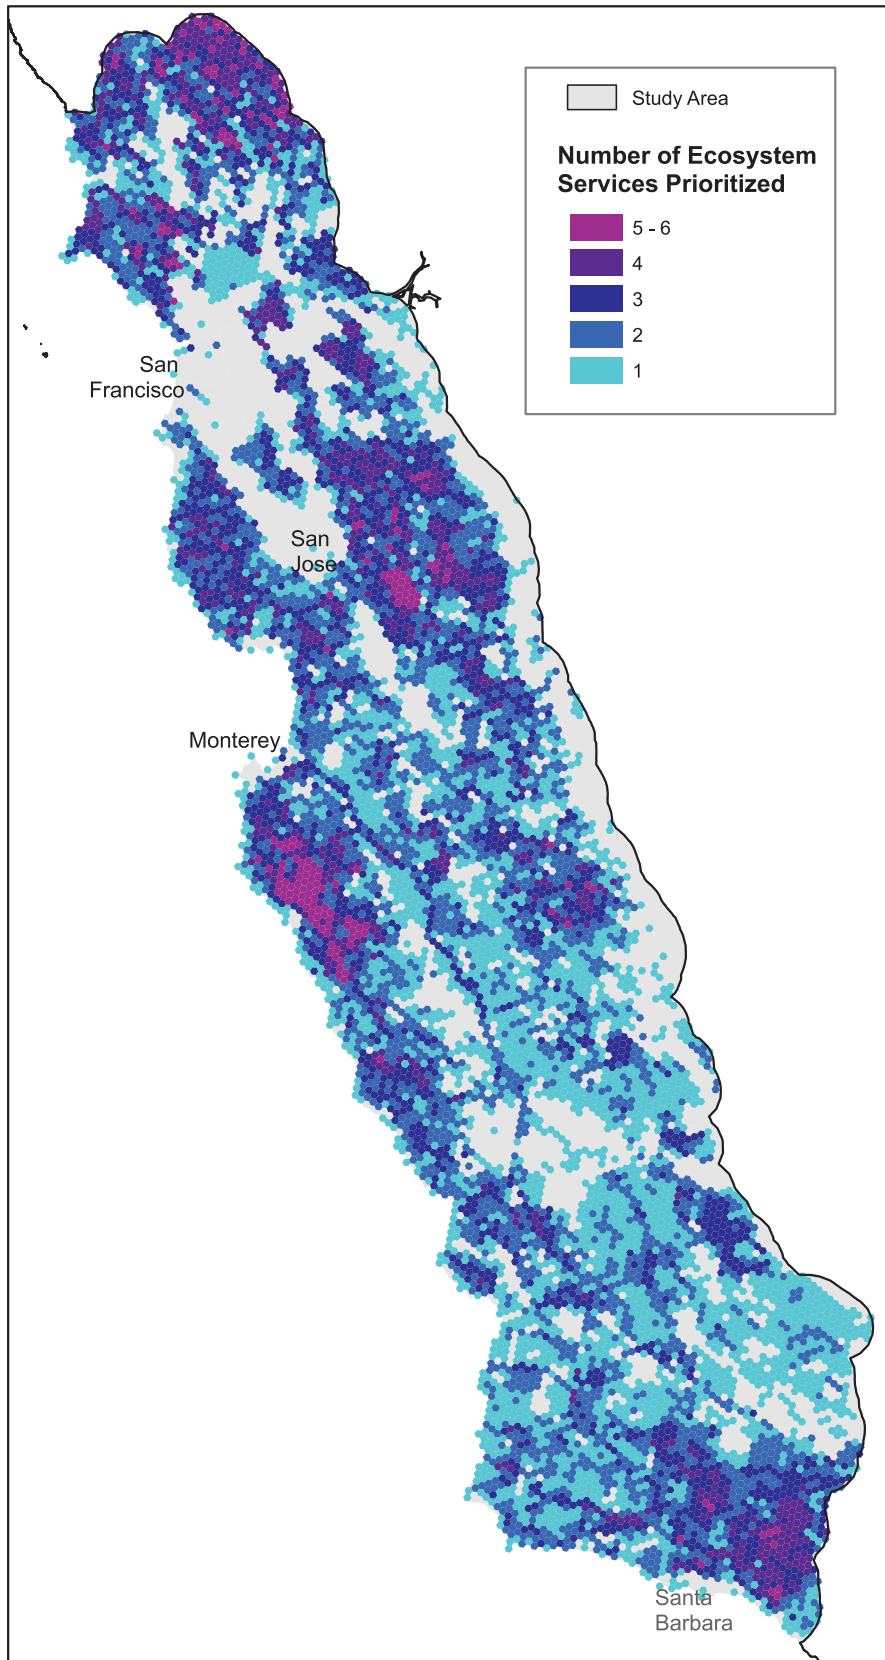 Study Area
Number of Ecosystem
Services Prioritized
5 - 6
4
3
2
1
San
Francisco
San
Jose
Monterey
Santa
Barbara